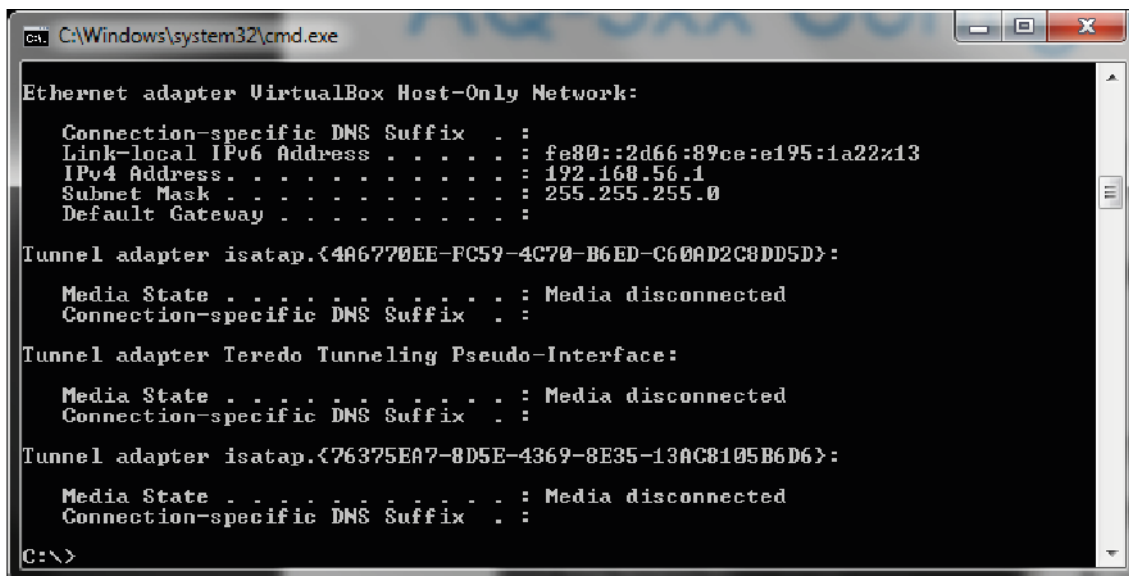 C:\Windows\system32\cmd.exe
Ethernet adapter VirtualBox Host-Only Network:
Connection-specific DNS Suffix . :
Link-local IPv6 Address . . . . . : fe80::2d66:89ce:e195:1a22%13
IPv4 Address. . . . . . . . . . . : 192.168.56.1
Subnet Mask . . . . . . . . . . . : 255.255.255.0
Default Gateway . . . . . . . . . :
Tunnel adapter isatap.{4A6770EE-FC59-4C70-B6ED-C60AD2C8DD5D}:
Media State . . . . . . . . . . . : Media disconnected
Connection-specific DNS Suffix . :
Tunnel adapter Teredo Tunneling Pseudo-Interface:
Media State . . . . . . . . . . . : Media disconnected
Connection-specific DNS Suffix . :
Tunnel adapter isatap.{76375EA7-8D5E-4369-8E35-13AC8105B6D6}:
Media State . . . . . . . . . . . : Media disconnected
Connection-specific DNS Suffix . :
C:\>